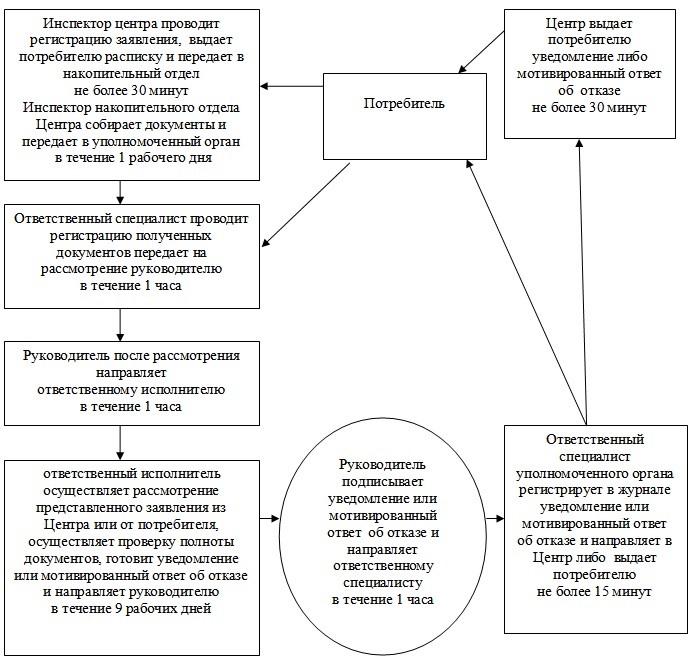 Инспектор центра проводит
регистрацию заявления, выдает
потребителю расписку и передает в
накопительный отдел
не более 30 минут
Инспектор накопительного отдела
Центра собирает документы и
передает в уполномоченный орган
в течение 1 рабочего дня
Потребитель
Центр выдает
потребителю
уведомление либо
мотивированный ответ
об отказе
не более 30 минут
Ответственный специалист проводит
регистрацию полученных
документов передает на
рассмотрение руководителю
в течение 1 часа
Руководитель после рассмотрения
направляет
ответственному исполнителю
в течение 1 часа
ответственный исполнитель
осуществляет рассмотрение
представленного заявления из
Центра или от потребителя,
осуществляет проверку полноты
документов, готовит уведомление
или мотивированный ответ об отказе
и направляет руководителю
в течение 9 рабочих дней
Руководитель
подписывает
уведомление или
мотивированный
ответ об отказе и
направляет
ответственному
специалисту
в течение 1 часа
Ответственный
специалист
уполномоченного органа
регистрирует в журнале
уведомление или
мотивированный ответ
об отказе и направляет в
Центр либо выдает
потребителю
не более 15 минут